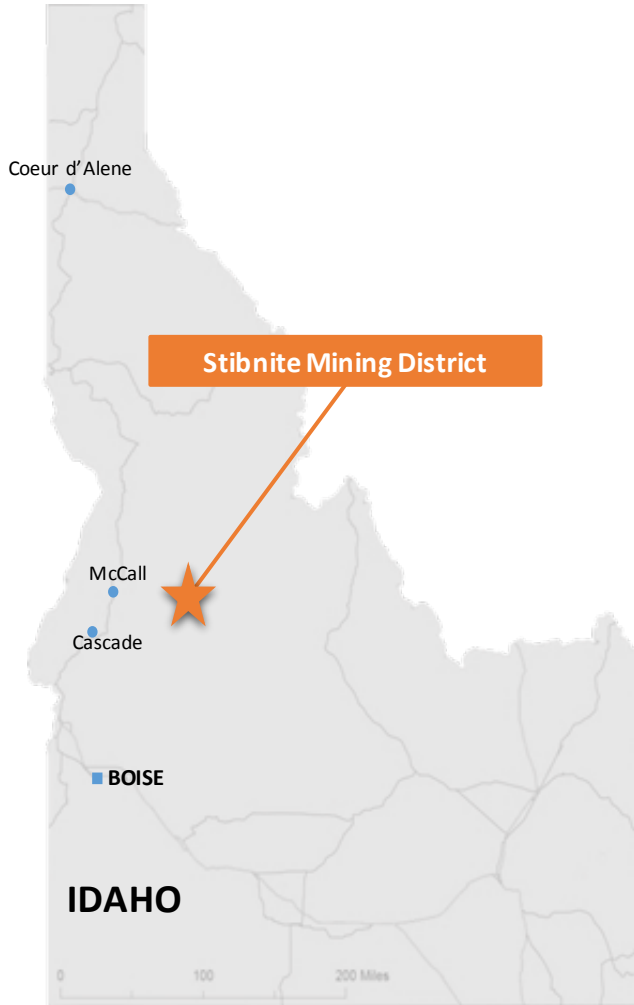 Coeur d'Alene
Stibnite Mining District
McCall
Cascade
BOISE
IDAHO
0 100 200 Miles